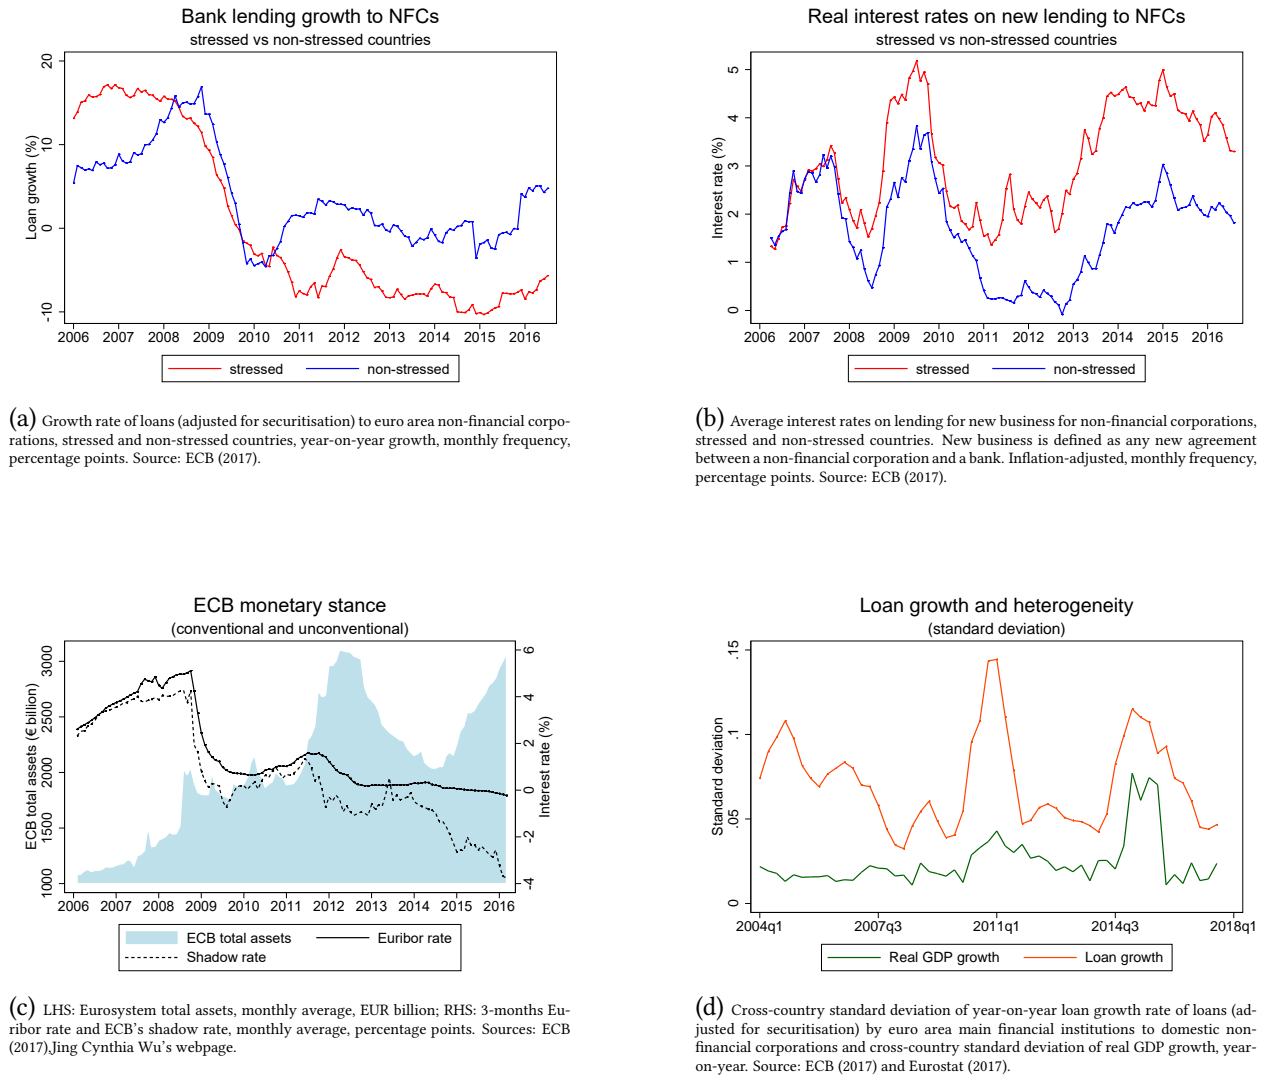 Bank lending growth to NFCs
stressed vs non-stressed countries
Loan growth (%)
20
10
0
-10
2006 2007 2008 2009 2010 2011 2012 2013 2014 2015 2016
stressed non-stressed
(a) Growth rate of loans (adjusted for securitisation) to euro area non-financial corpo-
rations, stressed and non-stressed countries, year-on-year growth, monthly frequency,
percentage points. Source: ECB (2017).
Real interest rates on new lending to NFCs
stressed vs non-stressed countries
Interest rate (%)
5
4
3
2
1
0
2006 2007 2008 2009 2010 2011 2012 2013 2014 2015 2016
stressed non-stressed
(b) Average interest rates on lending for new business for non-financial corporations,
stressed and non-stressed countries. New business is defined as any new agreement
between a non-financial corporation and a bank. Inflation-adjusted, monthly frequency,
percentage points. Source: ECB (2017).
ECB monetary stance
(conventional and unconventional)
ECB total assets (€billion)
3000
2500
2000
1500
1000
6
4
2
0
-2
-4
Interest rate (%)
2006 2007 2008 2009 2010 2011 2012 2013 2014 2015 2016
ECB total assets Euribor rate
Shadow rate
(c) LHS: Eurosystem total assets, monthly average, EUR billion; RHS: 3-months Eu-
ribor rate and ECB's shadow rate, monthly average, percentage points. Sources: ECB
(2017),Jing Cynthia Wu's webpage.
Loan growth and heterogeneity
(standard deviation)
Standard deviation
.15
.1
.05
0
2004q1 2007q3 2011q1 2014q3 2018q1
Real GDP growth Loan growth
(d) Cross-country standard deviation of year-on-year loan growth rate of loans (ad-
justed for securitisation) by euro area main financial institutions to domestic non-
financial corporations and cross-country standard deviation of real GDP growth, year-
on-year. Source: ECB (2017) and Eurostat (2017).